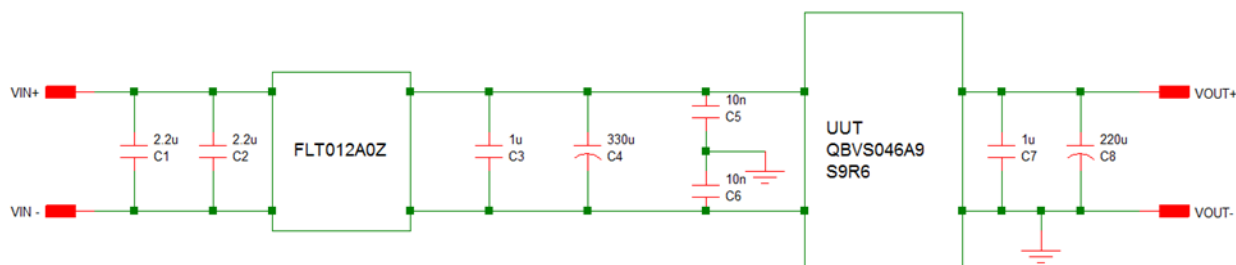 VIN+
VIN -
2.2u
C1
2.2u
C2
FLT012A0Z
1u
C3
330u
C4
10n
C5
10n
C6
UUT
QBVS046A9
S9R6
1u
C7
220u
C8
VOUT+
VOUT-